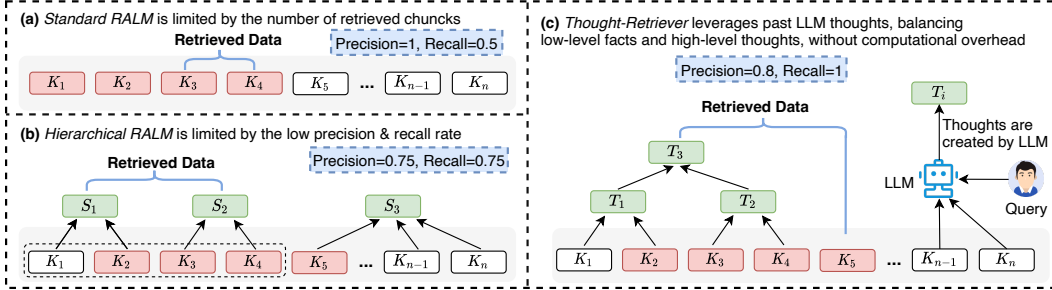 (a) Standard RALM is limited by the number of retrieved chuncks
Retrieved Data
Precision=1, Recall=0.5
K1 K2 K3 K4 K5 ... Kn−1 Kn
(b) Hierarchical RALM is limited by the low precision & recall rate
Retrieved Data
Precision=0.75, Recall=0.75
S1 S2 S3
K1 K2 K3 K4 K5 ... Kn−1 Kn
(c) Thought-Retriever leverages past LLM thoughts, balancing
low-level facts and high-level thoughts, without computational overhead
Precision=0.8, Recall=1
Retrieved Data
Ti
Thoughts are
created by LLM
T3
LLM
Query
T1 T2
K1 K2 K3 K4 K5 ... Kn−1 Kn